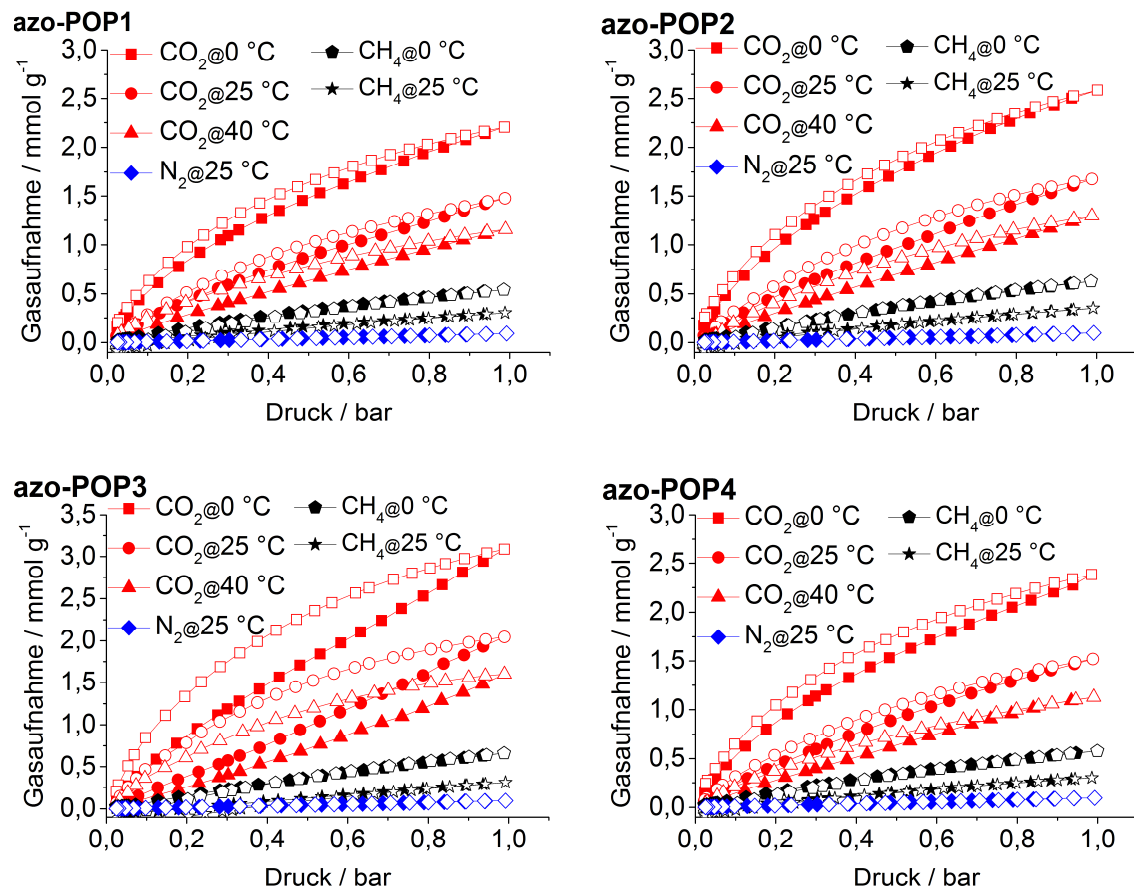 azo-POP1
3,0
2,5
2,0
1,5
1,0
0,5
0,0
Gasaufnahme / mmol g⁻¹
CO₂@0 °C
CO₂@25 °C
CO₂@40 °C
N₂@25 °C
CH₄@0 °C
CH₄@25 °C
0,0 0,2 0,4 0,6 0,8 1,0
Druck / bar
azo-POP2
3,0
2,5
2,0
1,5
1,0
0,5
0,0
Gasaufnahme / mmol g⁻¹
CO₂@0 °C
CO₂@25 °C
CO₂@40 °C
N₂@25 °C
CH₄@0 °C
CH₄@25 °C
0,0 0,2 0,4 0,6 0,8 1,0
Druck / bar
azo-POP3
3,5
3,0
2,5
2,0
1,5
1,0
0,5
0,0
Gasaufnahme / mmol g⁻¹
CO₂@0 °C
CO₂@25 °C
CO₂@40 °C
N₂@25 °C
CH₄@0 °C
CH₄@25 °C
0,0 0,2 0,4 0,6 0,8 1,0
Druck / bar
azo-POP4
3,0
2,5
2,0
1,5
1,0
0,5
0,0
Gasaufnahme / mmol g⁻¹
CO₂@0 °C
CO₂@25 °C
CO₂@40 °C
N₂@25 °C
CH₄@0 °C
CH₄@25 °C
0,0 0,2 0,4 0,6 0,8 1,0
Druck / bar